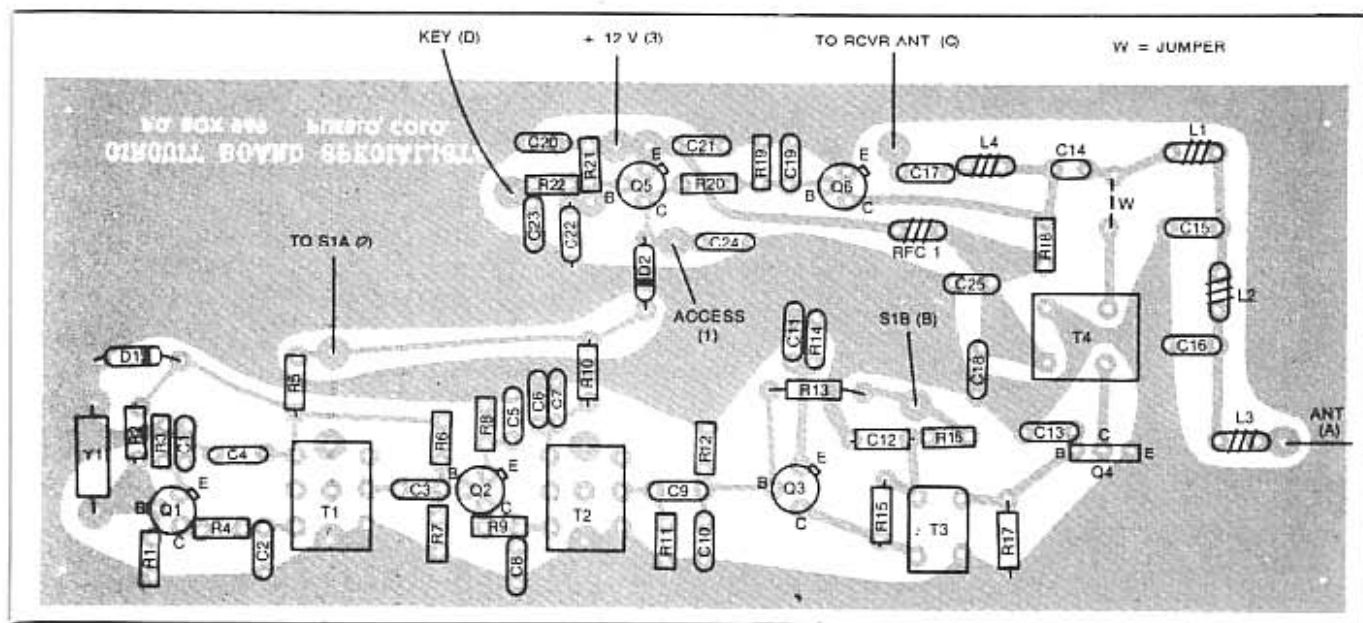 KEY (D)
+ 12 V (3)
TO RCVR ANT (C)
W = JUMPER
CIRCUIT BOARD SPECIALIST
C20
R21
E
C21
R19
C19
E
C17
L4
C14
L1
R22
Q5
B
C
R20
Q6
B
C
W
C23
C22
C24
RFC 1
R18
C15
TO S1A (2)
D2
C25
L2
ACCESS
(1)
C11
R14
S1B (B)
T4
C16
D1
R5
R10
C18
R13
R2
R3
C1
C4
R6
R8
C5
C6
C7
R12
C12
R16
C13
L3
ANT
(A)
Y1
B
C
E
Q4
E
Q1
B
C
T1
C3
B
E
Q2
C
T2
C9
E
Q3
B
C
R4
C2
R7
R9
R11
C10
R15
T3
R17
R1
C8